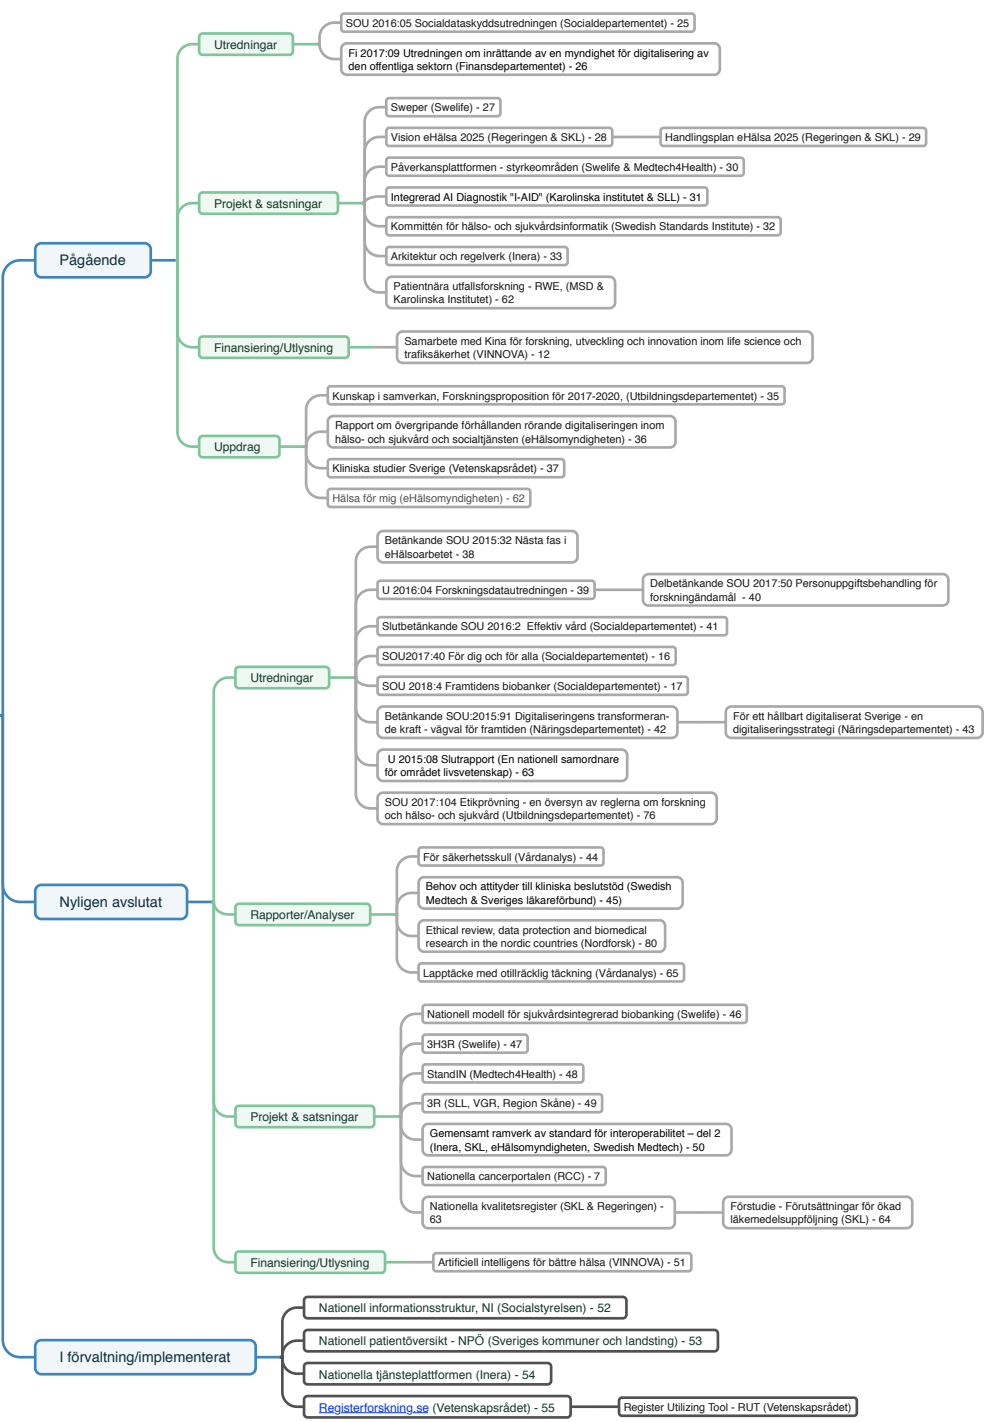 SOU 2016:05 Socialdataskyddsutredningen (Socialdepartementet) - 25
Utredningar
Fi 2017:09 Utredningen om inrättande av en myndighet för digitalisering av
den offentliga sektorn (Finansdepartementet) - 26
Sweper (Swelife) - 27
Vision eHälsa 2025 (Regeringen & SKL) - 28
Handlingsplan eHälsa 2025 (Regeringen & SKL) - 29
Påverkansplattformen - styrkeområden (Swelife & Medtech4Health) - 30
Integrerad AI Diagnostik "I-AID" (Karolinska institutet & SLL) - 31
Projekt & satsningar
Kommittén för hälso- och sjukvårdsinformatik (Swedish Standards Institute) - 32
Arkitektur och regelverk (Inera) - 33
Pågående
Patientnära utfallsforskning - RWE, (MSD &
Karolinska Institutet) - 62
Finansiering/Utlysning
Samarbete med Kina för forskning, utveckling och innovation inom life science och
trafiksäkerhet (VINNOVA) - 12
Kunskap i samverkan, Forskningsproposition för 2017-2020, (Utbildningsdepartementet) - 35
Rapport om övergripande förhållanden rörande digitaliseringen inom
hälso- och sjukvård och socialtjänsten (eHälsomyndigheten) - 36
Uppdrag
Kliniska studier Sverige (Vetenskapsrådet) - 37
Hälsa för mig (eHälsomyndigheten) - 62
Betänkande SOU 2015:32 Nästa fas i
eHälsoarbetet - 38
U 2016:04 Forskningsdatautredningen - 39
Delbetänkande SOU 2017:50 Personuppgiftsbehandling för
forskningändamål - 40
Slutbetänkande SOU 2016:2 Effektiv vård (Socialdepartementet) - 41
SOU2017:40 För dig och för alla (Socialdepartementet) - 16
Utredningar
SOU 2018:4 Framtidens biobanker (Socialdepartementet) - 17
Betänkande SOU:2015:91 Digitaliseringens transformeran-
de kraft - vägval för framtiden (Näringsdepartementet) - 42
För ett hållbart digitaliserat Sverige - en
digitaliseringsstrategi (Näringsdepartementet) - 43
U 2015:08 Slutrapport (En nationell samordnare
för området livsvetenskap) - 63
SOU 2017:104 Etikprövning - en översyn av reglerna om forskning
och hälso- och sjukvård (Utbildningsdepartementet) - 76
För säkerhetsskull (Vårdanalys) - 44
Nyligen avslutat
Behov och attityder till kliniska beslutstöd (Swedish
Medtech & Sveriges läkareförbund) - 45)
Rapporter/Analyser
Ethical review, data protection and biomedical
research in the nordic countries (Nordforsk) - 80
Lapptäcke med otillräcklig täckning (Vårdanalys) - 65
Nationell modell för sjukvårdsintegrerad biobanking (Swelife) - 46
3H3R (Swelife) - 47
StandIN (Medtech4Health) - 48
3R (SLL, VGR, Region Skåne) - 49
Projekt & satsningar
Gemensamt ramverk av standard för interoperabilitet – del 2
(Inera, SKL, eHälsomyndigheten, Swedish Medtech) - 50
Nationella cancerportalen (RCC) - 7
Nationella kvalitetsregister (SKL & Regeringen) -
63
Förstudie - Förutsättningar för ökad
läkemedelsuppföljning (SKL) - 64
Finansiering/Utlysning
Artificiell intelligens för bättre hälsa (VINNOVA) - 51
Nationell informationsstruktur, NI (Socialstyrelsen) - 52
Nationell patientöversikt - NPÖ (Sveriges kommuner och landsting) - 53
I förvaltning/implementerat
Nationella tjänsteplattformen (Inera) - 54
Registerforskning.se (Vetenskapsrådet) - 55
Register Utilizing Tool - RUT (Vetenskapsrådet)